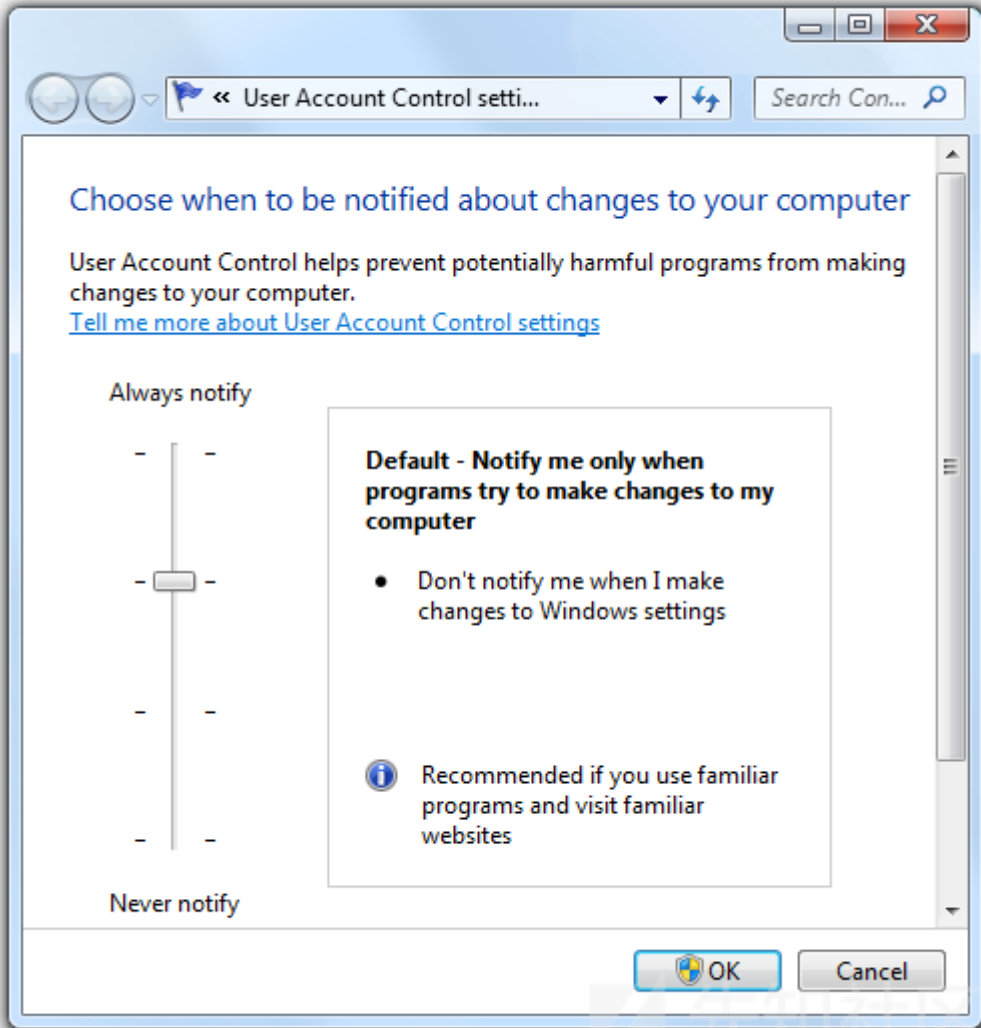 « User Account Control setti...
Search Con...
Choose when to be notified about changes to your computer
User Account Control helps prevent potentially harmful programs from making
changes to your computer.
Tell me more about User Account Control settings
Always notify
Default - Notify me only when
programs try to make changes to my
computer
• Don't notify me when I make
changes to Windows settings
Recommended if you use familiar
programs and visit familiar
websites
Never notify
OK
Cancel